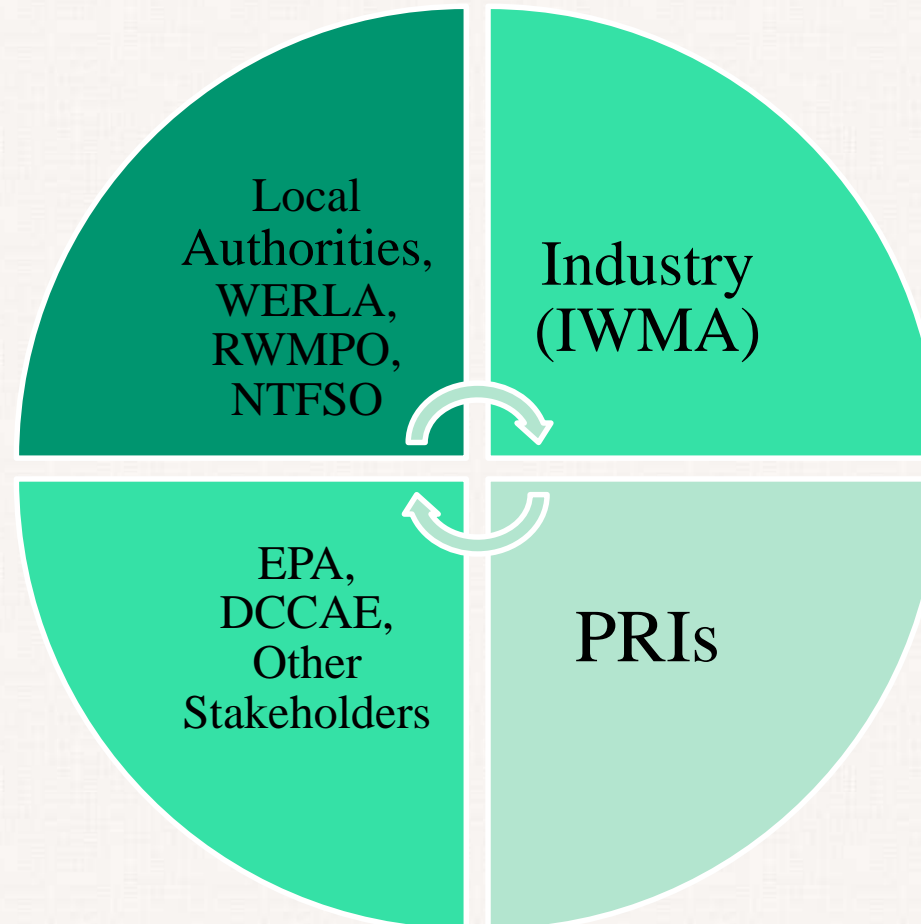 Local
Authorities,
WERLA,
RWMPO,
NTFSO
Industry
(IWMA)
EPA,
DCCAE,
Other
Stakeholders
PRIs